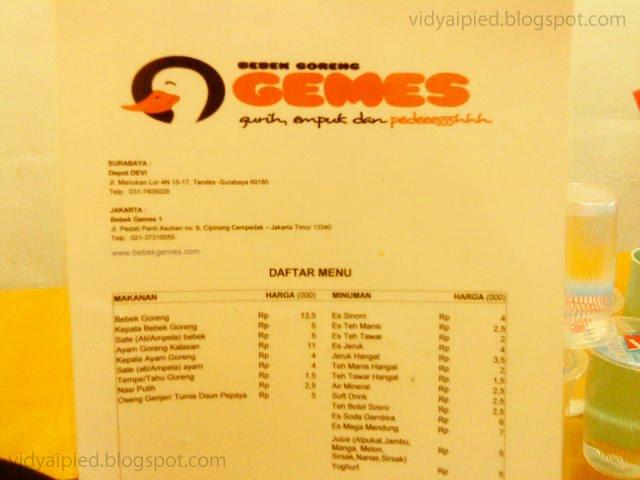 vidyaipied.blogspot.com
BEBEK GORENG
GEMES
gurih, empuk dan pedeeessshhh
SURABAYA :
Depot DEVI
Jl. Manukan Lor 4N 15-17, Tandes -Surabaya 60185
Telp : 031-7405028
JAKARTA :
Bebek Gemes 1
Jl. Pedati Panti Asuhan no. 6, Cipinang Cempedak – Jakarta Timur 13340
Telp : 021-37310555
www.bebekgemes.com
DAFTAR MENU
MAKANAN HARGA (000)
Bebek Goreng Rp 13,5
Kepala Bebek Goreng Rp 5
Sate (Ati/Ampela) bebek Rp 5
Ayam Goreng Kalasan Rp 11
Kepala Ayam Goreng Rp 4
Sate (ati/Ampela) ayam Rp 4
Tempe/Tahu Goreng Rp 1,5
Nasi Putih Rp 2,5
Oseng Genjer/ Tumis Daun Pepaya Rp 5
MINUMAN HARGA (000)
Es Sinom Rp 4
Es Teh Manis Rp 2,5
Es Teh Tawar Rp 2
Es Jeruk Rp 4
Jeruk Hangat Rp 3,5
Teh Manis Hangat Rp 2
Teh Tawar Hangat Rp 1,5
Air Mineral Rp 2,5
Soft Drink Rp
Teh Botol Sosro Rp 2,5
Es Soda Gembira Rp 6
Es Mega Mendung Rp 7
Juice (Alpukat,Jambu,
Manga, Melon,
Sirsak,Nanas,Sirsak) Rp
Yoghurt Rp 5
vidyaipied.blogspot.com